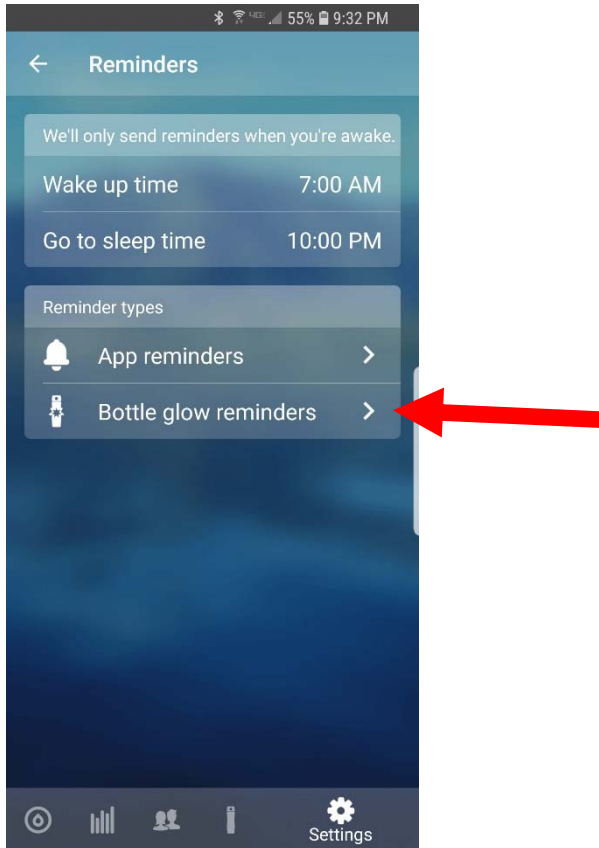 4GE 55% 9:32 PM
Reminders
We'll only send reminders when you're awake.
Wake up time 7:00 AM
Go to sleep time 10:00 PM
Reminder types
App reminders
Bottle glow reminders
Settings